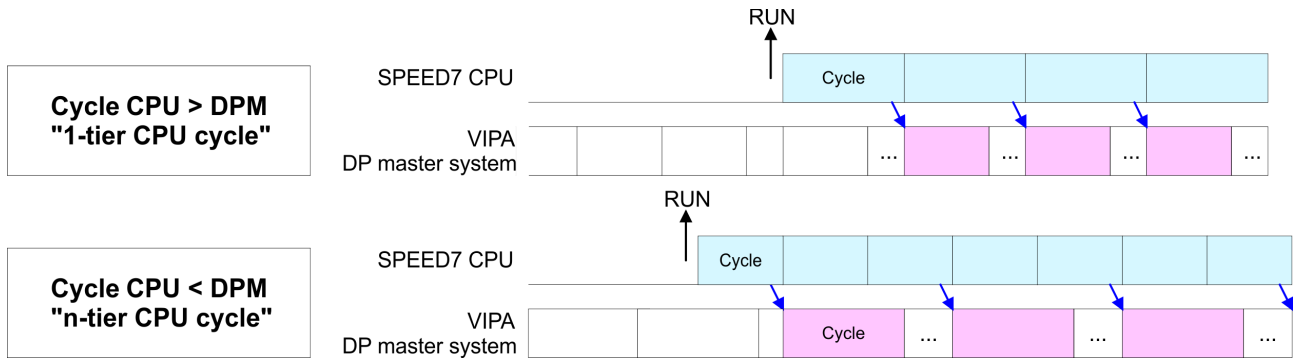 RUN
SPEED7 CPU
Cycle
Cycle CPU > DPM
"1-tier CPU cycle"
VIPA
DP master system
... ... ... ...
RUN
SPEED7 CPU
Cycle
Cycle CPU < DPM
"n-tier CPU cycle"
VIPA
DP master system
Cycle ... ... ...